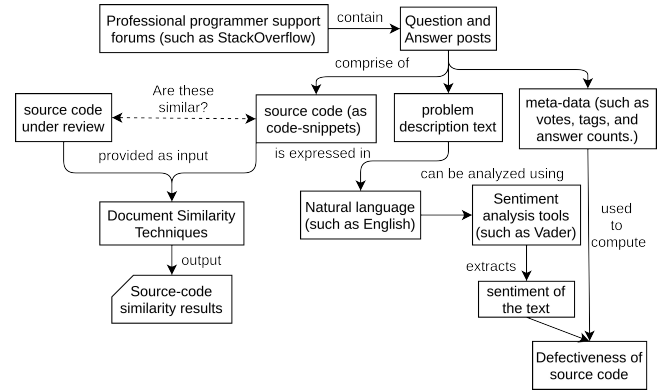 Professional programmer support
forums (such as StackOverflow)
contain
Question and
Answer posts
comprise of
Are these
similar?
source code
under review
source code (as
code-snippets)
problem
description text
meta-data (such as
votes, tags, and
answer counts.)
provided as input
is expressed in
can be analyzed using
Document Similarity
Techniques
Natural language
(such as English)
Sentiment
analysis tools
(such as Vader)
used
to
compute
output
extracts
Source-code
similarity results
sentiment of
the text
Defectiveness of
source code